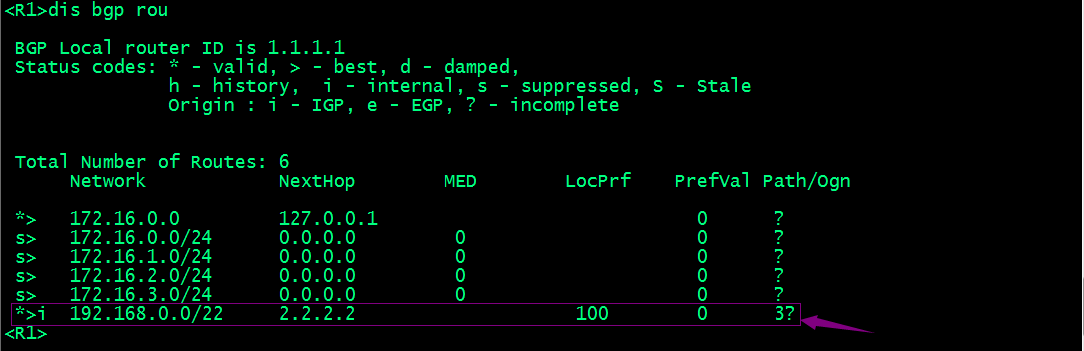 <R1>dis bgp rou
BGP Local router ID is 1.1.1.1
Status codes: * - valid, > - best, d - damped,
h - history,  i - internal, s - suppressed, S - Stale
Origin : i - IGP, e - EGP, ? - incomplete
Total Number of Routes: 6
Network            NextHop        MED        LocPrf    PrefVal Path/Ogn
*>   172.16.0.0         127.0.0.1                             0      ?
s>   172.16.0.0/24      0.0.0.0         0                     0      ?
s>   172.16.1.0/24      0.0.0.0         0                     0      ?
s>   172.16.2.0/24      0.0.0.0         0                     0      ?
s>   172.16.3.0/24      0.0.0.0         0                     0      ?
*>i  192.168.0.0/22     2.2.2.2                    100        0      3?
<R1>